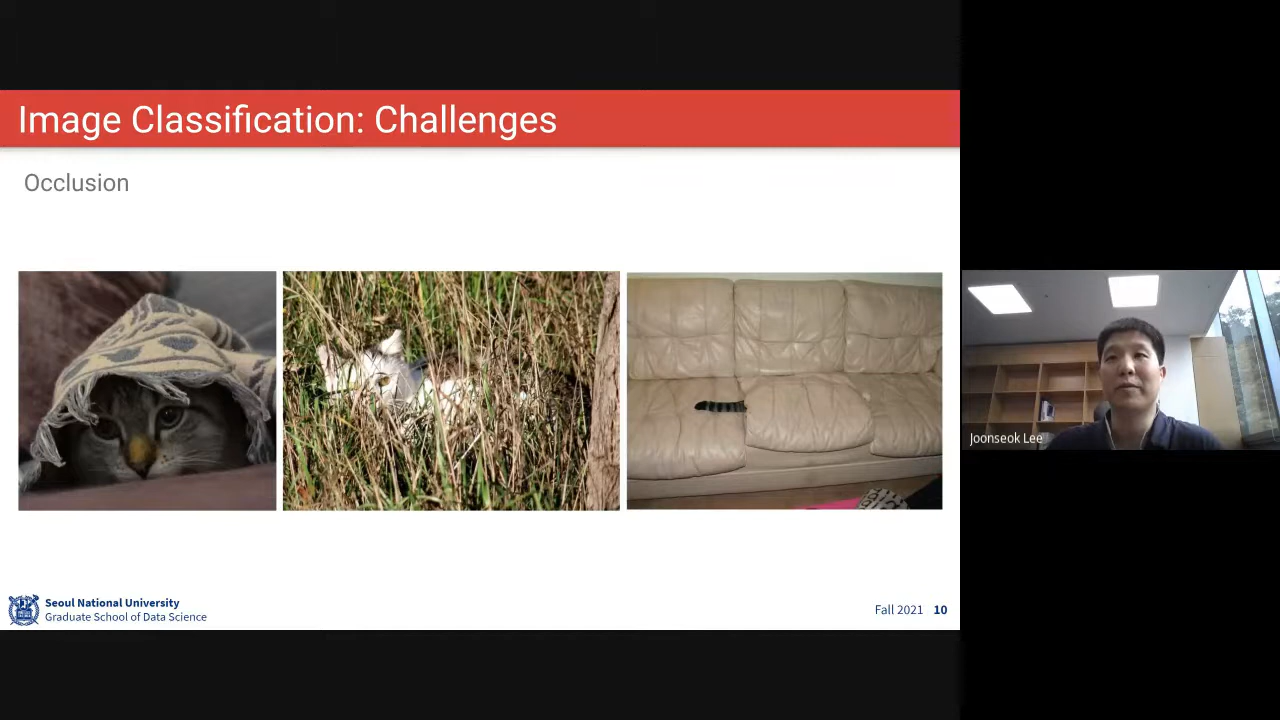 Image Classification: Challenges
Occlusion
Joonseok Lee
Seoul National University
Graduate School of Data Science
Fall 2021 10